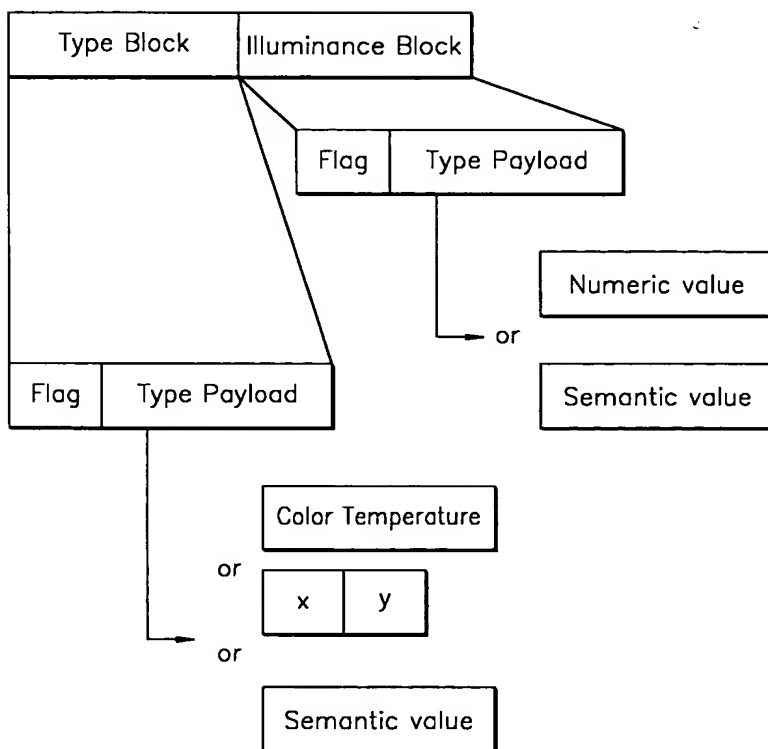 Type Block
Illuminance Block
Flag
Type Payload
Numeric value
or
Semantic value
Flag
Type Payload
Color Temperature
or
x
y
or
Semantic value